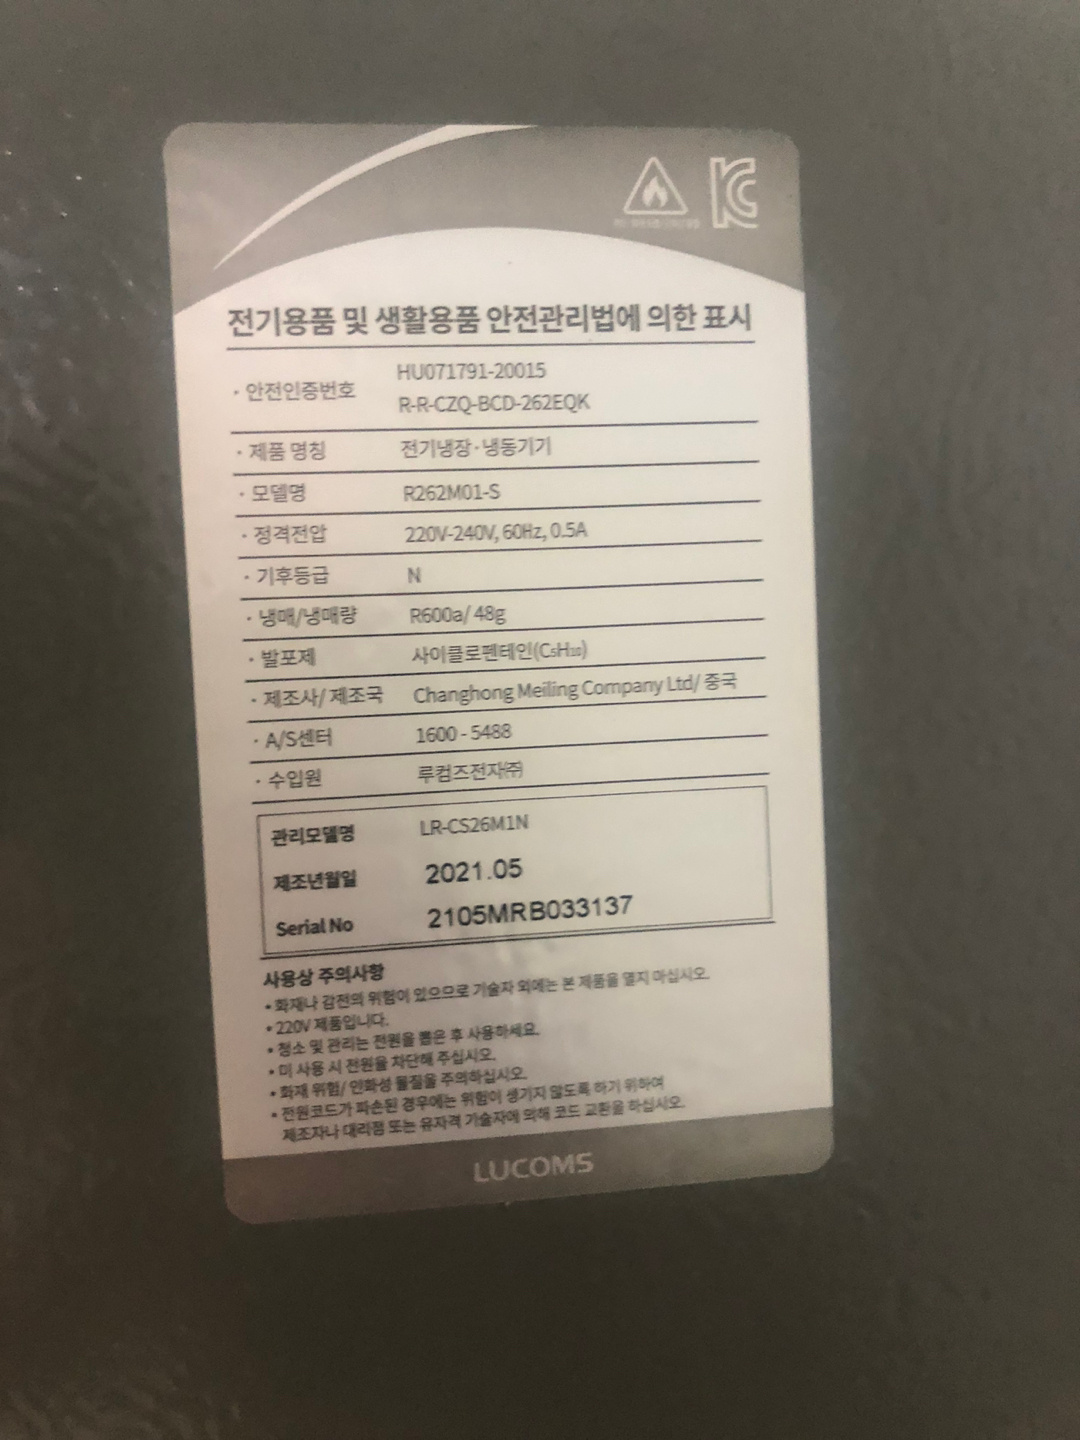 전기용품 및 생활용품 안전관리법에 의한 표시
· 안전인증번호 HU071791-20015
R-R-CZQ-BCD-262EQK
· 제품 명칭 전기냉장·냉동기기
· 모델명 R262M01-S
· 정격전압 220V-240V, 60Hz, 0.5A
· 기후등급 N
· 냉매/냉매량 R600a/ 48g
· 발포제 사이클로펜테인(C₅H₁₀)
· 제조사/ 제조국 Changhong Meiling Company Ltd/ 중국
· A/S센터 1600 - 5488
· 수입원 루컴즈전자㈜
관리모델명 LR-CS26M1N
제조년월일 2021.05
Serial No 2105MRB033137
사용상 주의사항
• 화재나 감전의 위험이 있으므로 기술자 외에는 본 제품을 열지 마십시오.
• 220V 제품입니다.
• 청소 및 관리는 전원을 뽑은 후 사용하세요.
• 미 사용 시 전원을 차단해 주십시오.
• 화재 위험/ 인화성 물질을 주의하십시오.
• 전원코드가 파손된 경우에는 위험이 생기지 않도록 하기 위하여
제조자나 대리점 또는 유자격 기술자에 의해 코드 교환을 하십시오.
LUCOMS